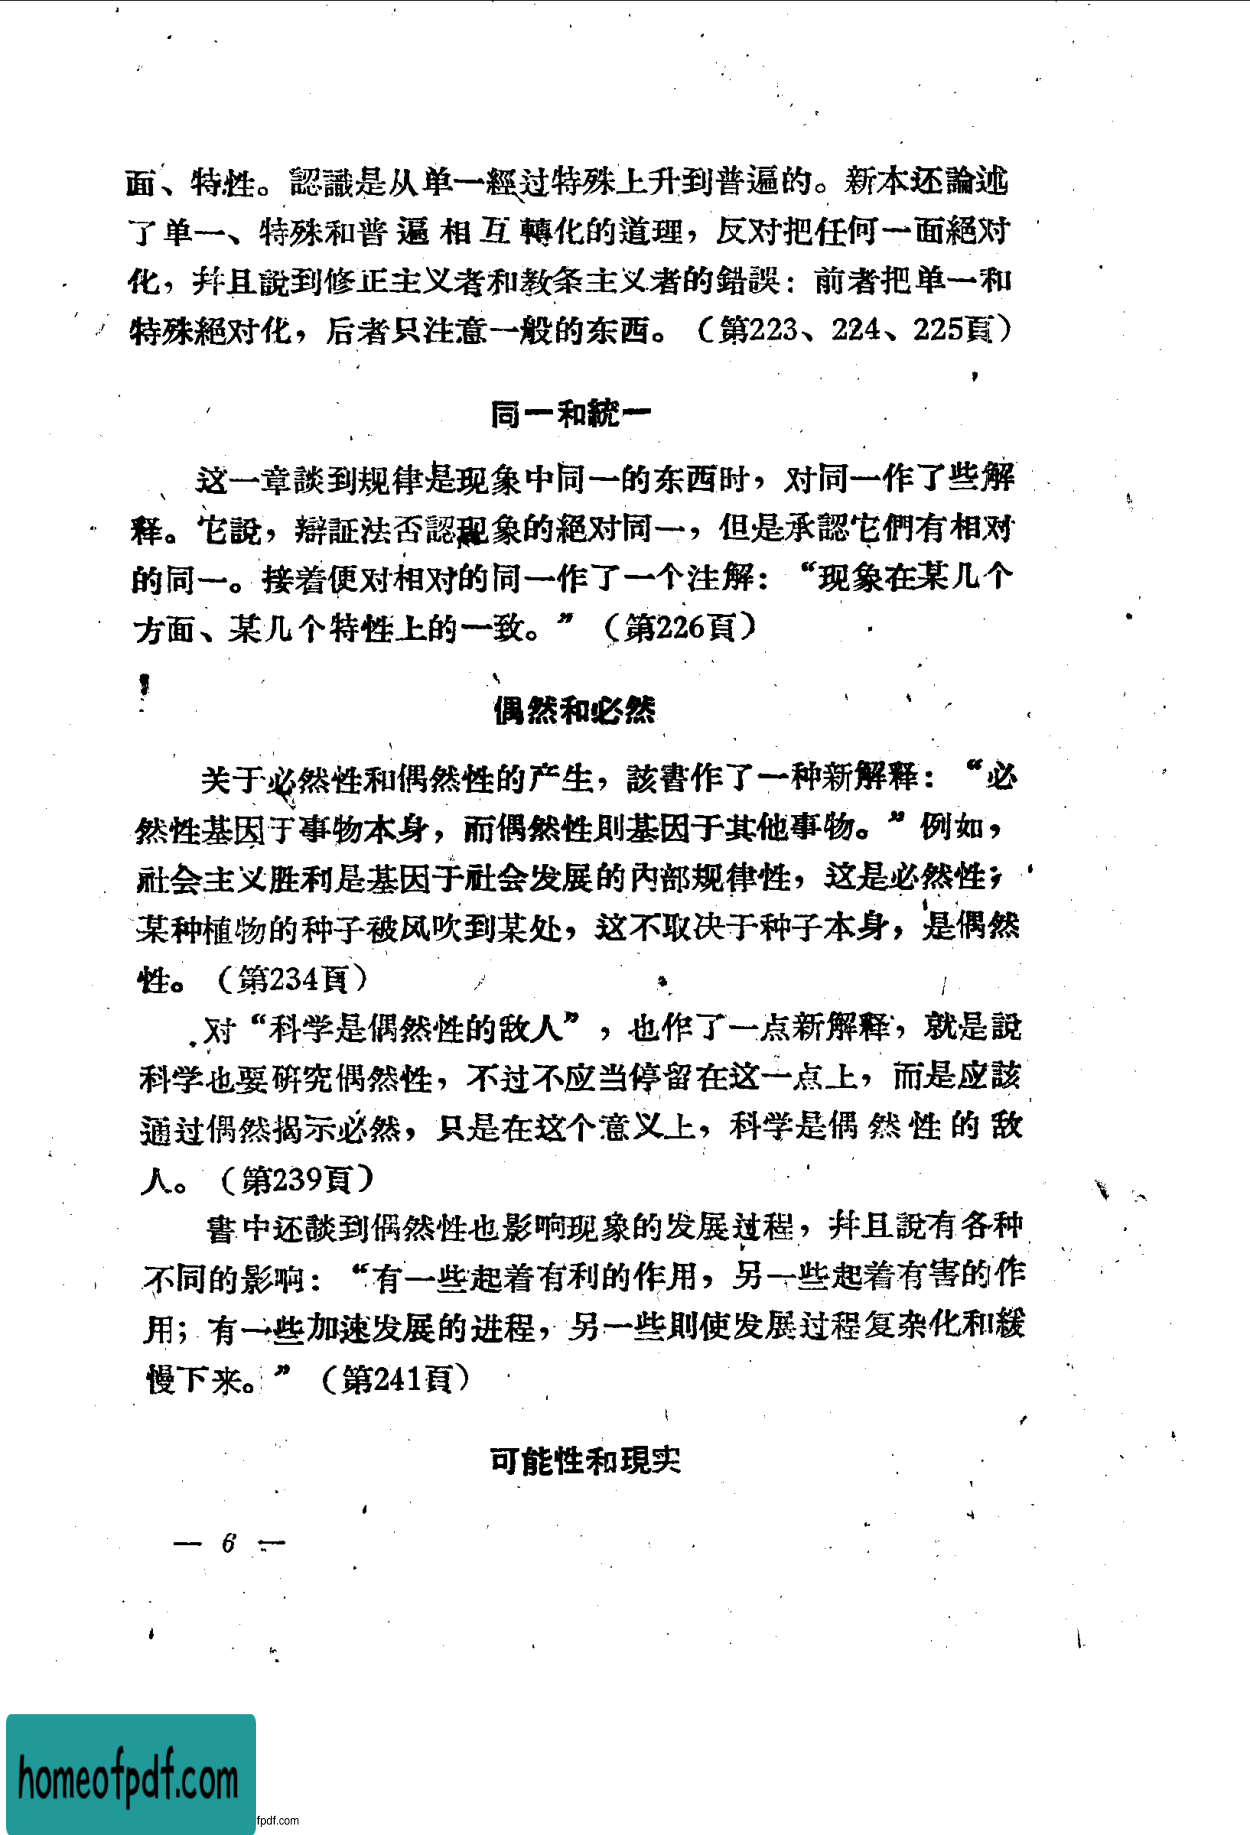 面、特性。認識是从单一經过特殊上升到普遍的。新本还論述
了单一、特殊和普遍相互轉化的道理，反对把任何一面絕对
化，幷且說到修正主义者和教条主义者的錯誤：前者把单一和
特殊絕对化，后者只注意一般的东西。（第223、224、225頁）
同一和統一
这一章談到规律是现象中同一的东西时，对同一作了些解
释。它說，辯証法否認现象的絕对同一，但是承認它們有相对
的同一。接着便对相对的同一作了一个注解：“现象在某几个
方面、某几个特性上的一致。”（第226頁）
偶然和必然
关于必然性和偶然性的产生，該書作了一种新解释：“必
然性基因于事物本身，而偶然性則基因于其他事物。”例如，
社会主义胜利是基因于社会发展的内部规律性，这是必然性；
某种植物的种子被风吹到某处，这不取决于种子本身，是偶然
性。（第234頁）
对“科学是偶然性的敌人”，也作了一点新解释，就是說
科学也要研究偶然性，不过不应当停留在这一点上，而是应該
通过偶然揭示必然，只是在这个意义上，科学是偶然性的敌
人。（第239頁）
書中还談到偶然性也影响现象的发展过程，幷且說有各种
不同的影响：“有一些起着有利的作用，另一些起着有害的作
用；有一些加速发展的进程，另一些則使发展过程复杂化和緩
慢下来。”（第241頁）
可能性和現实
— 6 —
homeofpdf.com
fpdf.com